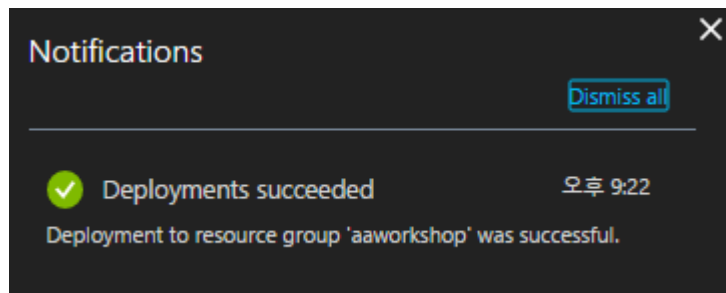 Notifications
Dismiss all
Deployments succeeded 오후 9:22
Deployment to resource group 'aaworkshop' was successful.